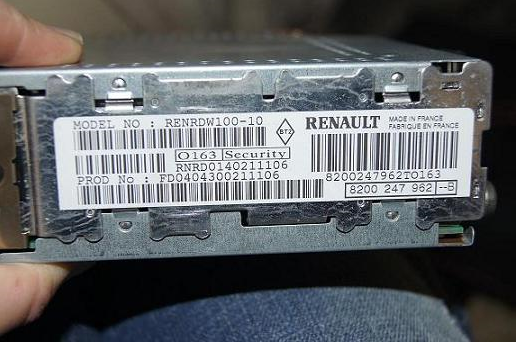 MODEL NO : RENRDW100-10
BTZ
RENAULT
MADE IN FRANCE
FABRIQUE EN FRANCE
O163 Security
RNRD0140211106
8200247962TO163
PROD No : FD0404300211106
8200 247 962 --B